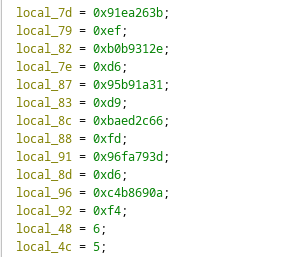 local_7d = 0x91ea263b;
local_79 = 0xef;
local_82 = 0xb0b9312e;
local_7e = 0xd6;
local_87 = 0x95b91a31;
local_83 = 0xd9;
local_8c = 0xbaed2c66;
local_88 = 0xfd;
local_91 = 0x96fa793d;
local_8d = 0xd6;
local_96 = 0xc4b8690a;
local_92 = 0xf4;
local_48 = 6;
local_4c = 5;